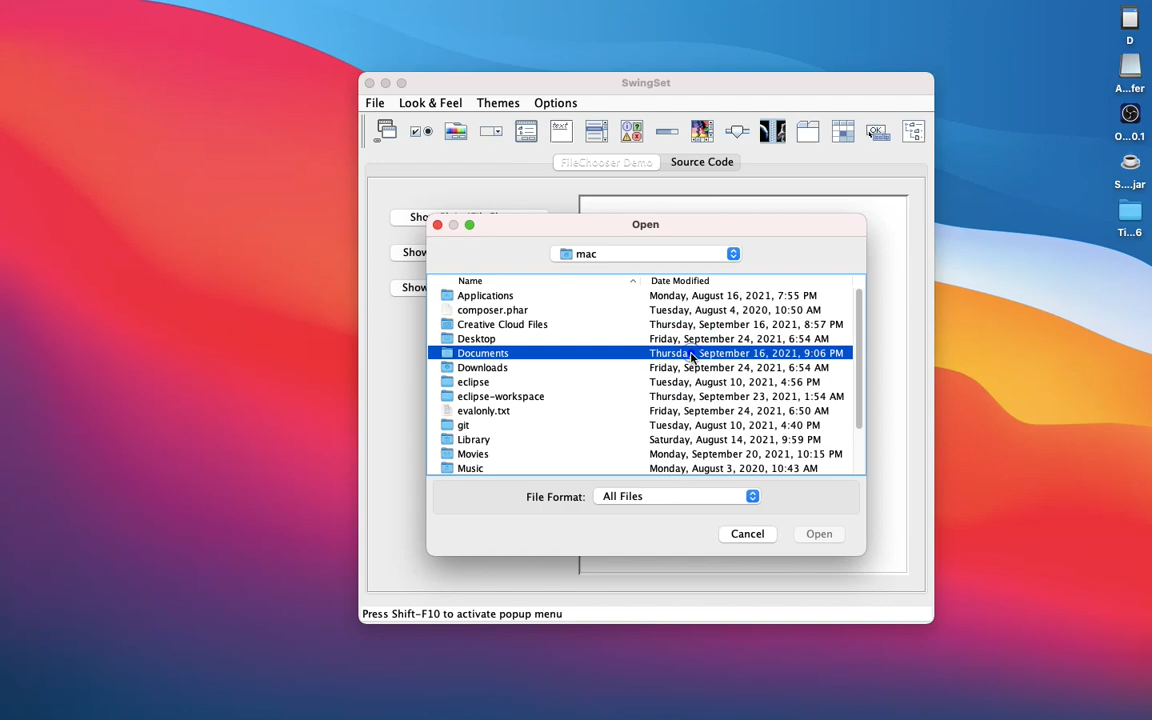 D
A...fer
O...0.1
S....jar
Ti...6
SwingSet
File Look & Feel Themes Options
text
OK
FileChooser Demo Source Code
Show
Show
Open
mac
Name Date Modified
Applications Monday, August 16, 2021, 7:55 PM
composer.phar Tuesday, August 4, 2020, 10:50 AM
Creative Cloud Files Thursday, September 16, 2021, 8:57 PM
Desktop Friday, September 24, 2021, 6:54 AM
Documents Thursday, September 16, 2021, 9:06 PM
Downloads Friday, September 24, 2021, 6:54 AM
eclipse Tuesday, August 10, 2021, 4:56 PM
eclipse-workspace Thursday, September 23, 2021, 1:54 AM
evalonly.txt Friday, September 24, 2021, 6:50 AM
git Tuesday, August 10, 2021, 4:40 PM
Library Saturday, August 14, 2021, 9:59 PM
Movies Monday, September 20, 2021, 10:15 PM
Music Monday, August 3, 2020, 10:43 AM
File Format: All Files
Cancel Open
Press Shift-F10 to activate popup menu